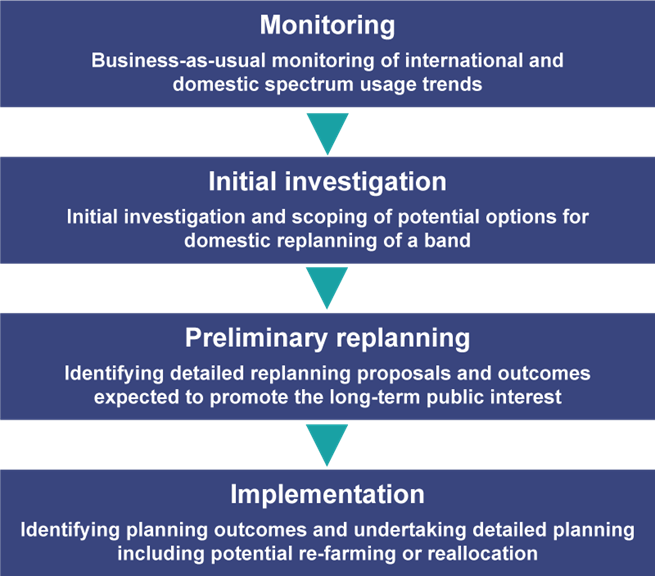 Monitoring
Business-as-usual monitoring of international and
domestic spectrum usage trends
Initial investigation
Initial investigation and scoping of potential options for
domestic replanning of a band
Preliminary replanning
Identifying detailed replanning proposals and outcomes
expected to promote the long-term public interest
Implementation
Identifying planning outcomes and undertaking detailed planning
including potential re-farming or reallocation